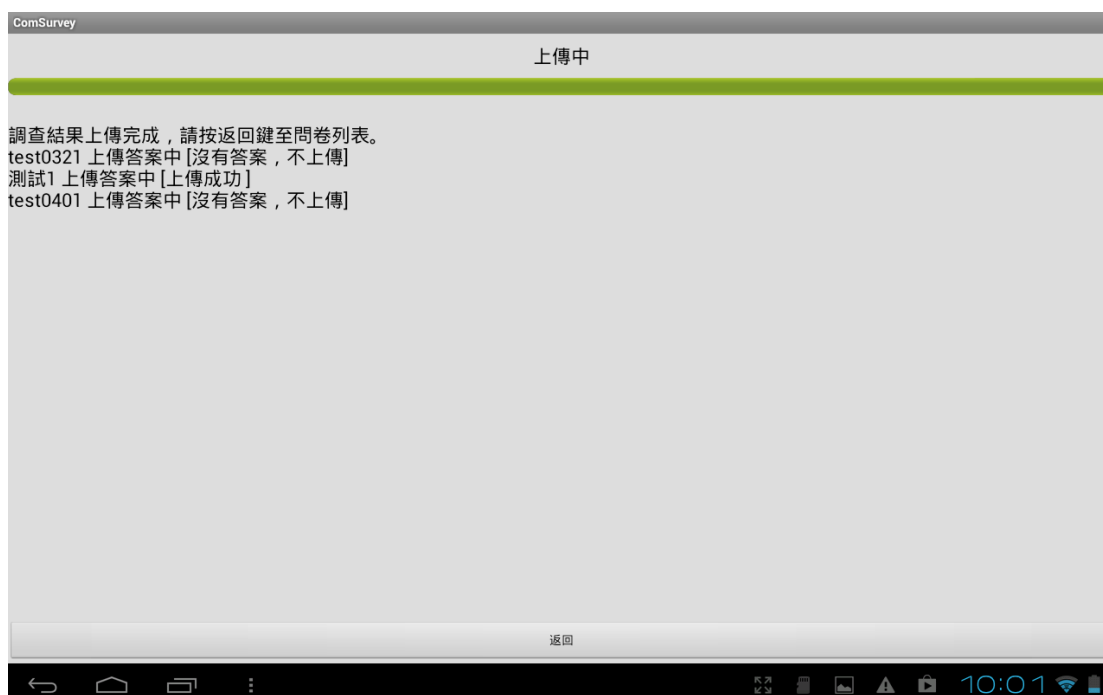 ComSurvey
上傳中
調查結果上傳完成，請按返回鍵至問卷列表。
test0321 上傳答案中 [沒有答案，不上傳]
測試1 上傳答案中 [上傳成功 ]
test0401 上傳答案中 [沒有答案，不上傳]
返回
10:01